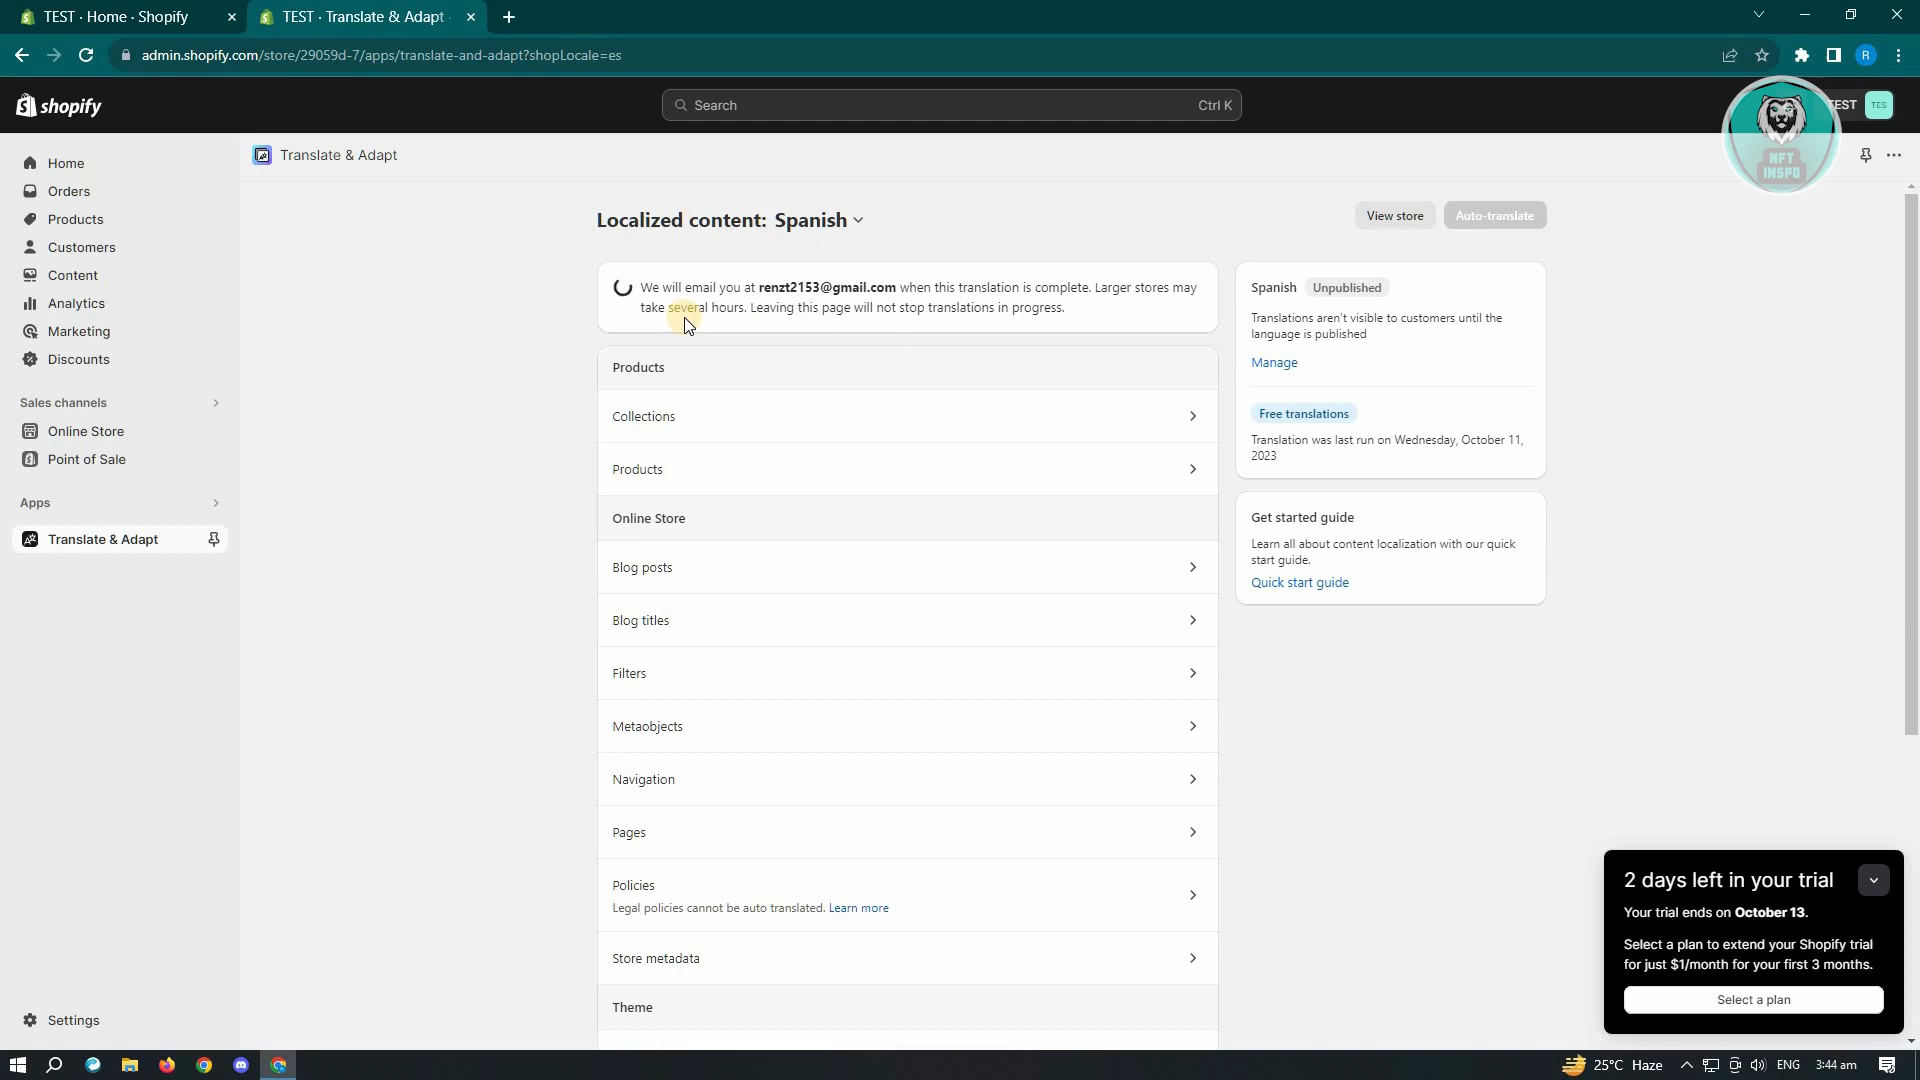 TEST · Home · Shopify
TEST · Translate & Adapt ·
admin.shopify.com/store/29059d-7/apps/translate-and-adapt?shopLocale=es
R
shopify
Search
Ctrl K
TEST
TES
NFT
INSPO
Home
Orders
Products
Customers
Content
Analytics
Marketing
Discounts
Sales channels
Online Store
Point of Sale
Apps
Translate & Adapt
Settings
Translate & Adapt
Localized content: Spanish
View store
Auto-translate
We will email you at renzt2153@gmail.com when this translation is complete. Larger stores may
take several hours. Leaving this page will not stop translations in progress.
Products
Collections
Products
Online Store
Blog posts
Blog titles
Filters
Metaobjects
Navigation
Pages
Policies
Legal policies cannot be auto translated. Learn more
Store metadata
Theme
Spanish Unpublished
Translations aren't visible to customers until the
language is published
Manage
Free translations
Translation was last run on Wednesday, October 11,
2023
Get started guide
Learn all about content localization with our quick
start guide.
Quick start guide
2 days left in your trial
Your trial ends on October 13.
Select a plan to extend your Shopify trial
for just $1/month for your first 3 months.
Select a plan
25°C Haze
ENG
3:44 am